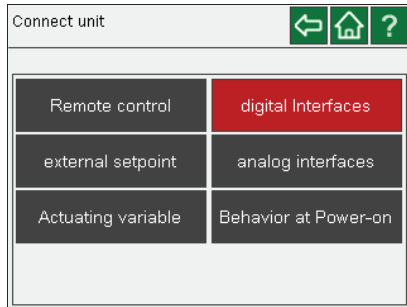 Connect unit
?
Remote control
digital Interfaces
external setpoint
analog interfaces
Actuating variable
Behavior at Power-on